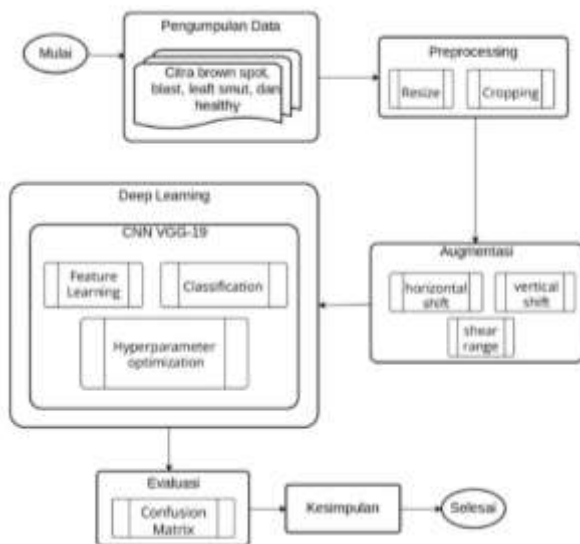 Mulai
Pengumpulan Data
Citra brown spot,
blast, leaft smut, dan
healthy
Preprocessing
Resize
Cropping
Augmentasi
horizontal
shift
vertical
shift
shear
range
Deep Learning
CNN VGG-19
Feature
Learning
Classification
Hyperparameter
optimization
Evaluasi
Confusion
Matrix
Kesimpulan
Selesai